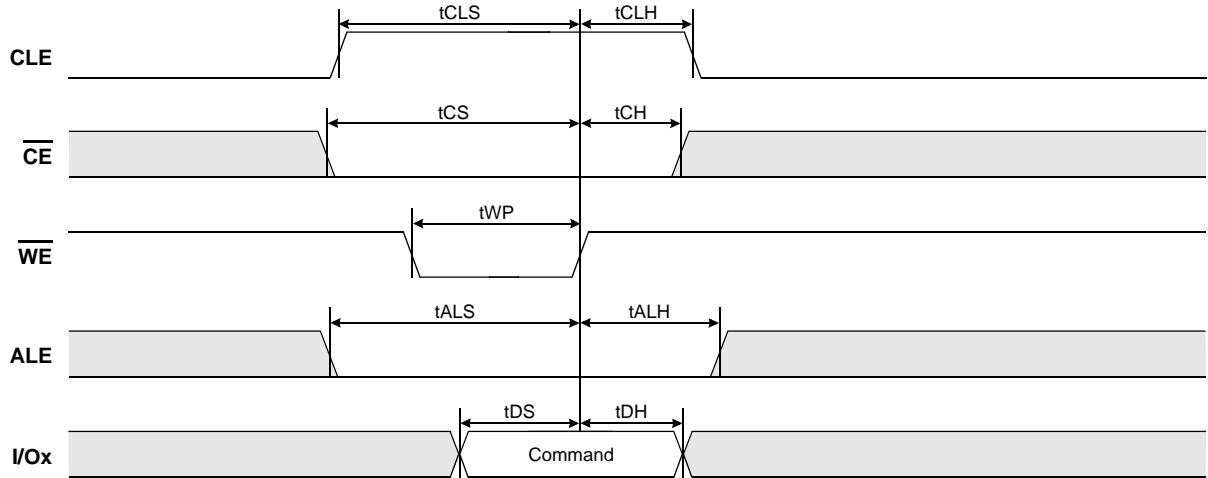 tCLS tCLH
CLE
tCS tCH
CE
tWP
WE
tALS tALH
ALE
tDS tDH
I/Ox Command